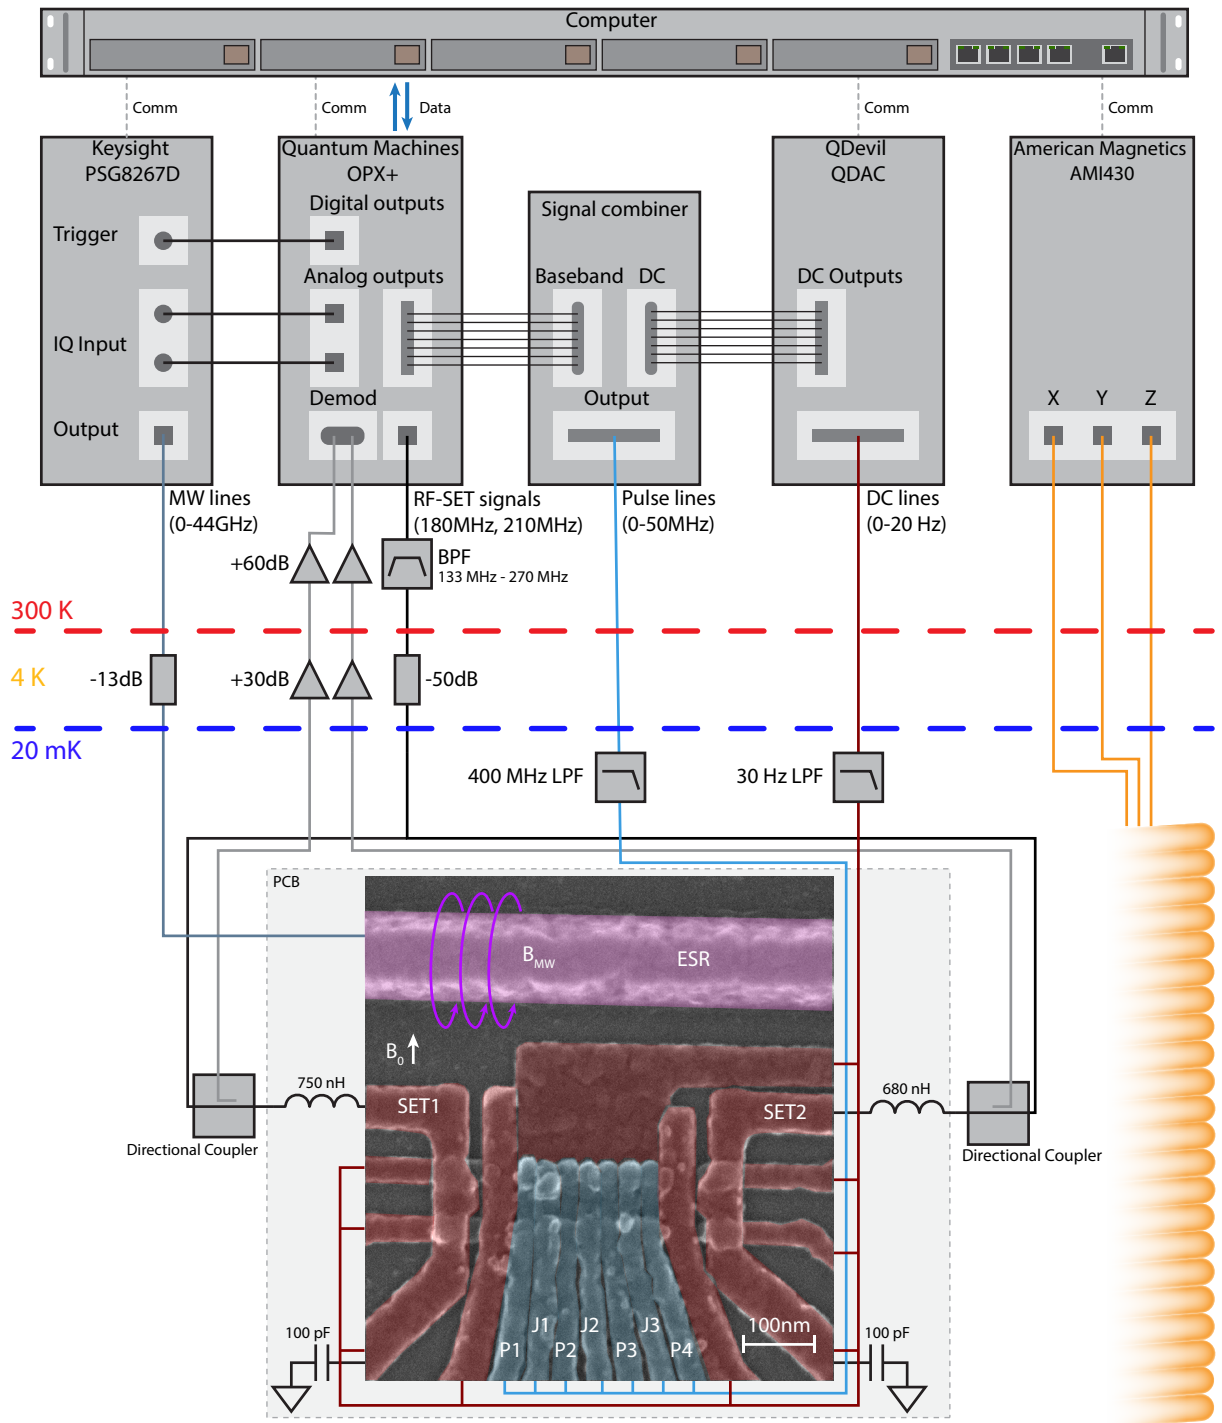 Computer
Comm
Comm
Data
Comm
Comm
Keysight
PSG8267D
Trigger
IQ Input
Output
Quantum Machines
OPX+
Digital outputs
Analog outputs
Demod
Signal combiner
Baseband
DC
Output
QDevil
QDAC
DC Outputs
American Magnetics
AMI430
X
Y
Z
MW lines
(0-44GHz)
RF-SET signals
(180MHz, 210MHz)
Pulse lines
(0-50MHz)
DC lines
(0-20 Hz)
+60dB
BPF
133 MHz - 270 MHz
300 K
4 K
-13dB
+30dB
-50dB
20 mK
400 MHz LPF
30 Hz LPF
PCB
BMW
ESR
B0
750 nH
SET1
SET2
680 nH
Directional Coupler
Directional Coupler
J1
J2
J3
P1
P2
P3
P4
100nm
100 pF
100 pF